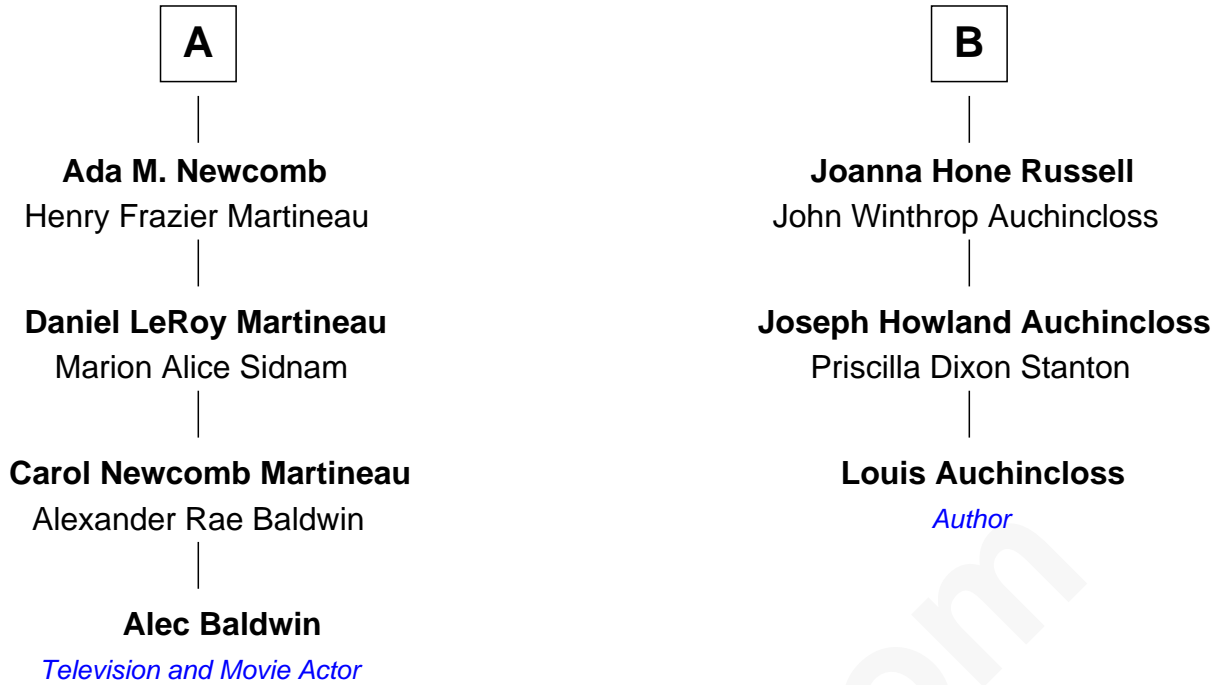 A
Ada M. Newcomb
Henry Frazier Martineau
Daniel LeRoy Martineau
Marion Alice Sidnam
Carol Newcomb Martineau
Alexander Rae Baldwin
Alec Baldwin
Television and Movie Actor
B
Joanna Hone Russell
John Winthrop Auchincloss
Joseph Howland Auchincloss
Priscilla Dixon Stanton
Louis Auchincloss
Author
om